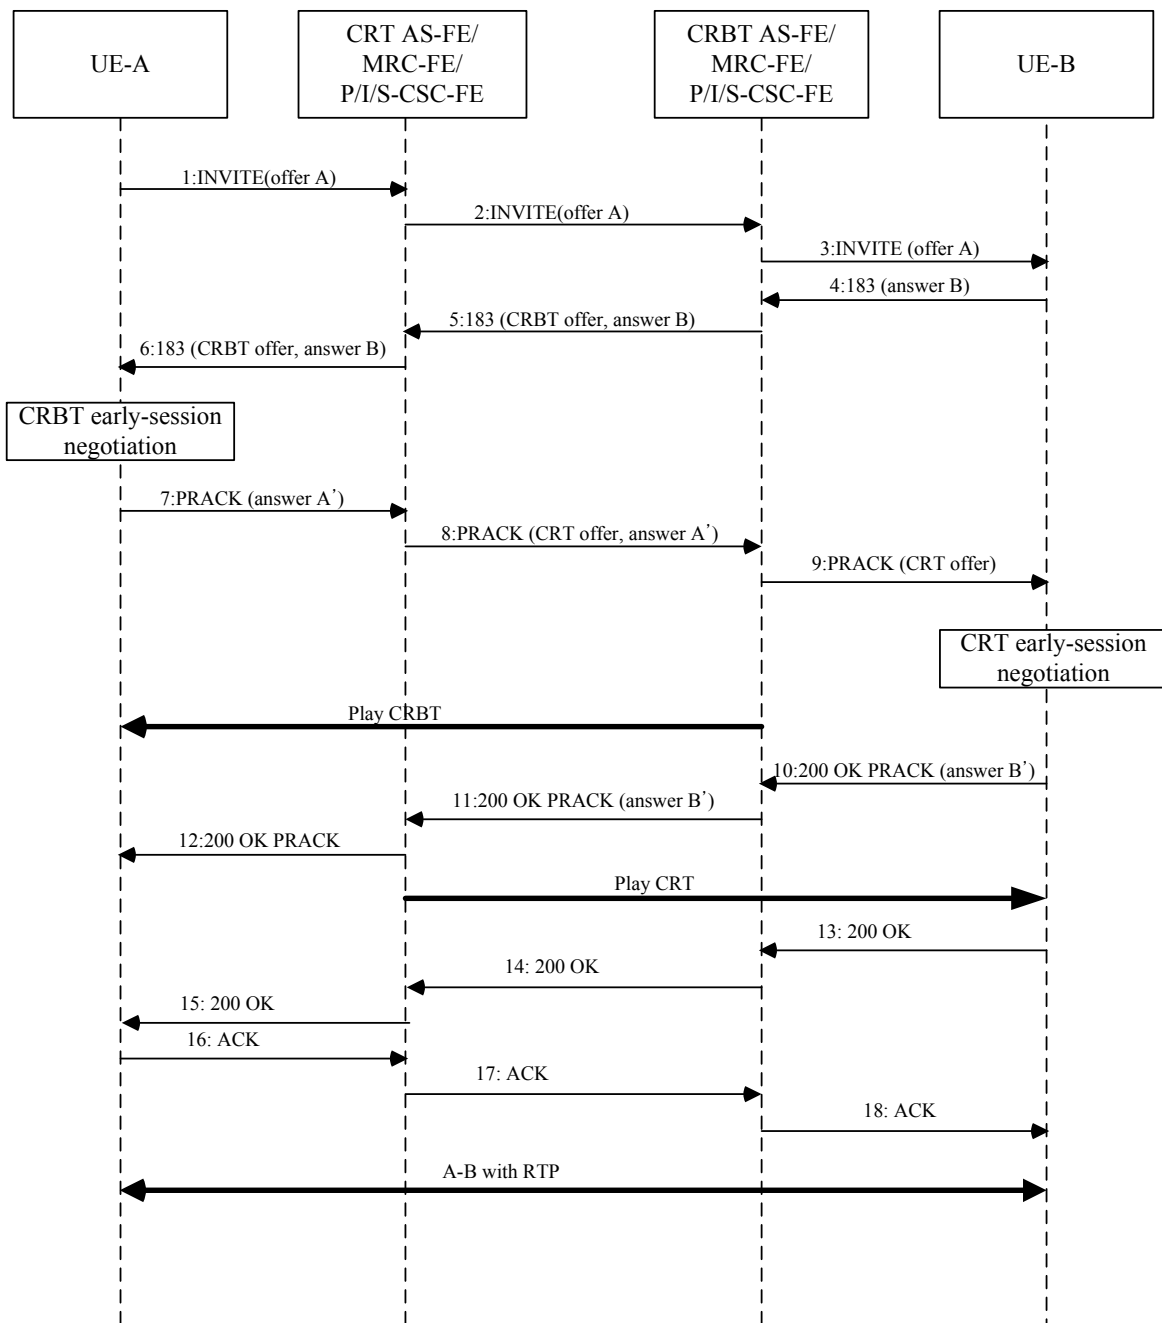 UE-A
CRT AS-FE/
MRC-FE/
P/I/S-CSC-FE
CRBT AS-FE/
MRC-FE/
P/I/S-CSC-FE
UE-B
1:INVITE(offer A)
2:INVITE(offer A)
3:INVITE (offer A)
4:183 (answer B)
5:183 (CRBT offer, answer B)
6:183 (CRBT offer, answer B)
CRBT early-session
negotiation
7:PRACK (answer A’)
8:PRACK (CRT offer, answer A’)
9:PRACK (CRT offer)
CRT early-session
negotiation
Play CRBT
10:200 OK PRACK (answer B’)
11:200 OK PRACK (answer B’)
12:200 OK PRACK
Play CRT
13: 200 OK
14: 200 OK
15: 200 OK
16: ACK
17: ACK
18: ACK
A-B with RTP